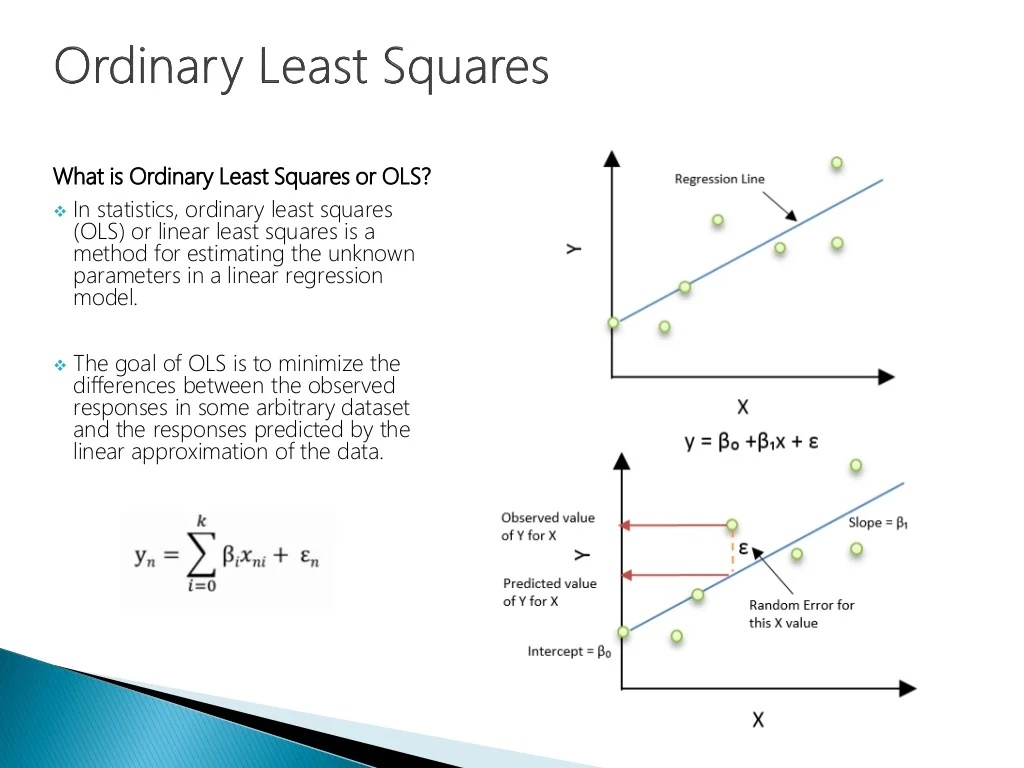 Ordinary Least Squares
What is Ordinary Least Squares or OLS?
In statistics, ordinary least squares
(OLS) or linear least squares is a
method for estimating the unknown
parameters in a linear regression
model.
The goal of OLS is to minimize the
differences between the observed
responses in some arbitrary dataset
and the responses predicted by the
linear approximation of the data.
k
yₙ = ∑ βᵢxₙᵢ + εₙ
i=0
Regression Line
Y
X
y = β₀ +β₁x + ε
Observed value
of Y for X
Y
Predicted value
of Y for X
ε
Slope = β₁
Random Error for
this X value
Intercept = β₀
X